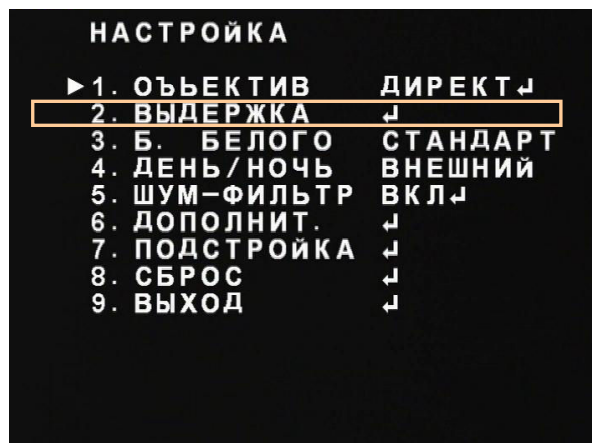 НАСТРОйКА
►1. ОЪЬЕКТИВ ДИРЕКТ↲
2. ВЫДЕРЖКА ↲
3. Б. БЕЛОГО СТАНДАРТ
4. ДЕНЬ/НОЧЬ ВНЕШНИй
5. ШУМ—ФИЛЬТР ВКЛ↲
6. ДОПОЛНИТ. ↲
7. ПОДСТРОйКА ↲
8. СБРОС ↲
9. ВЫХОД ↲